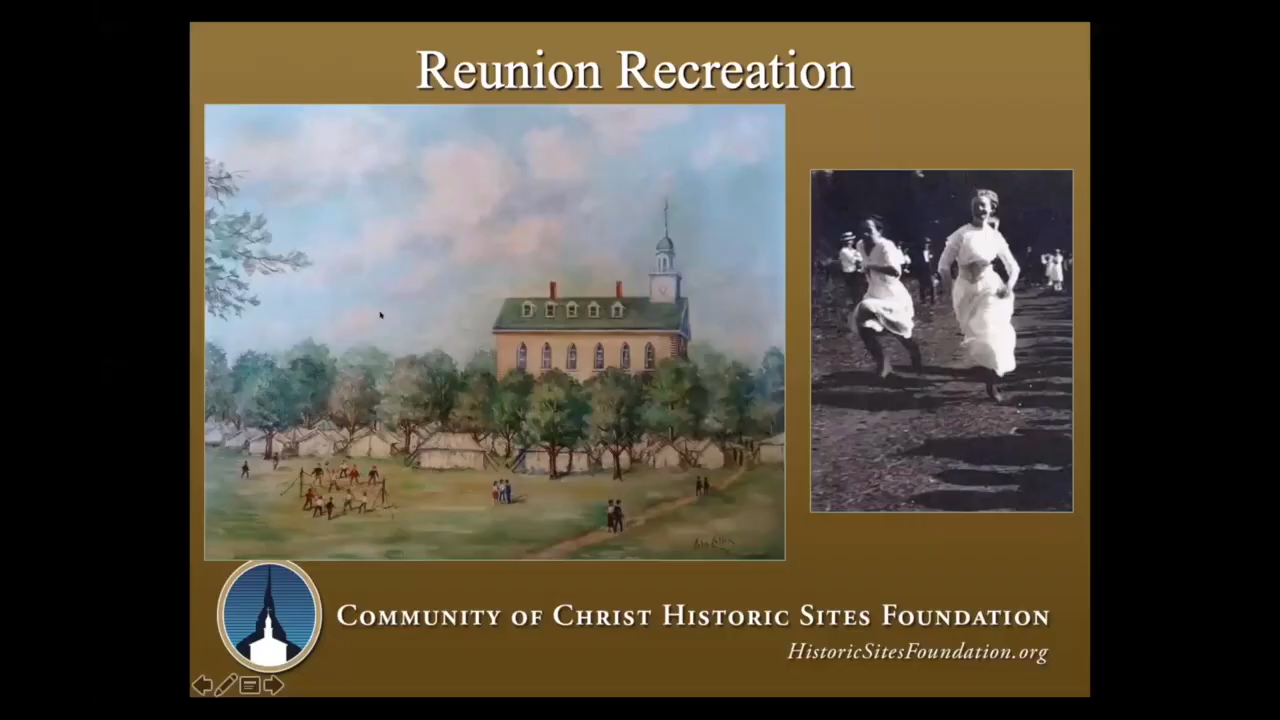 Reunion Recreation
Community of Christ Historic Sites Foundation
HistoricSitesFoundation.org